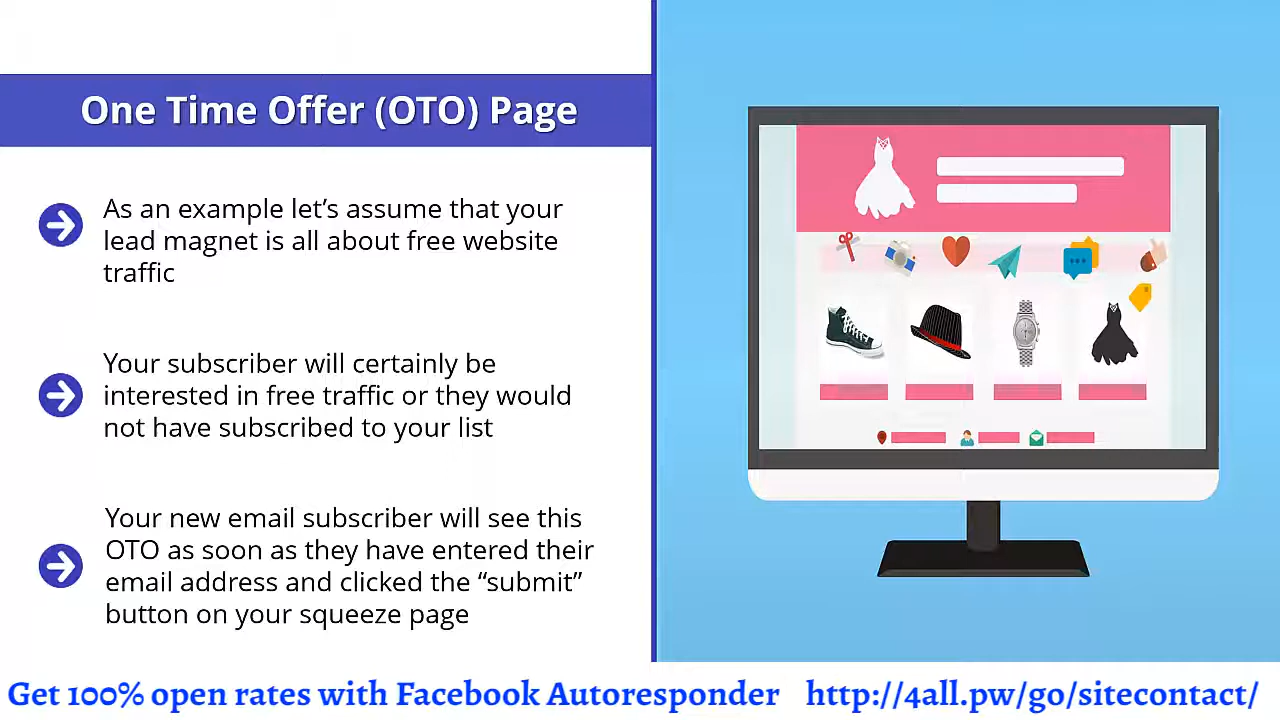 One Time Offer (OTO) Page
As an example let’s assume that your
lead magnet is all about free website
traffic
Your subscriber will certainly be
interested in free traffic or they would
not have subscribed to your list
Your new email subscriber will see this
OTO as soon as they have entered their
email address and clicked the “submit”
button on your squeeze page
Get 100% open rates with Facebook Autoresponder http://4all.pw/go/sitecontact/